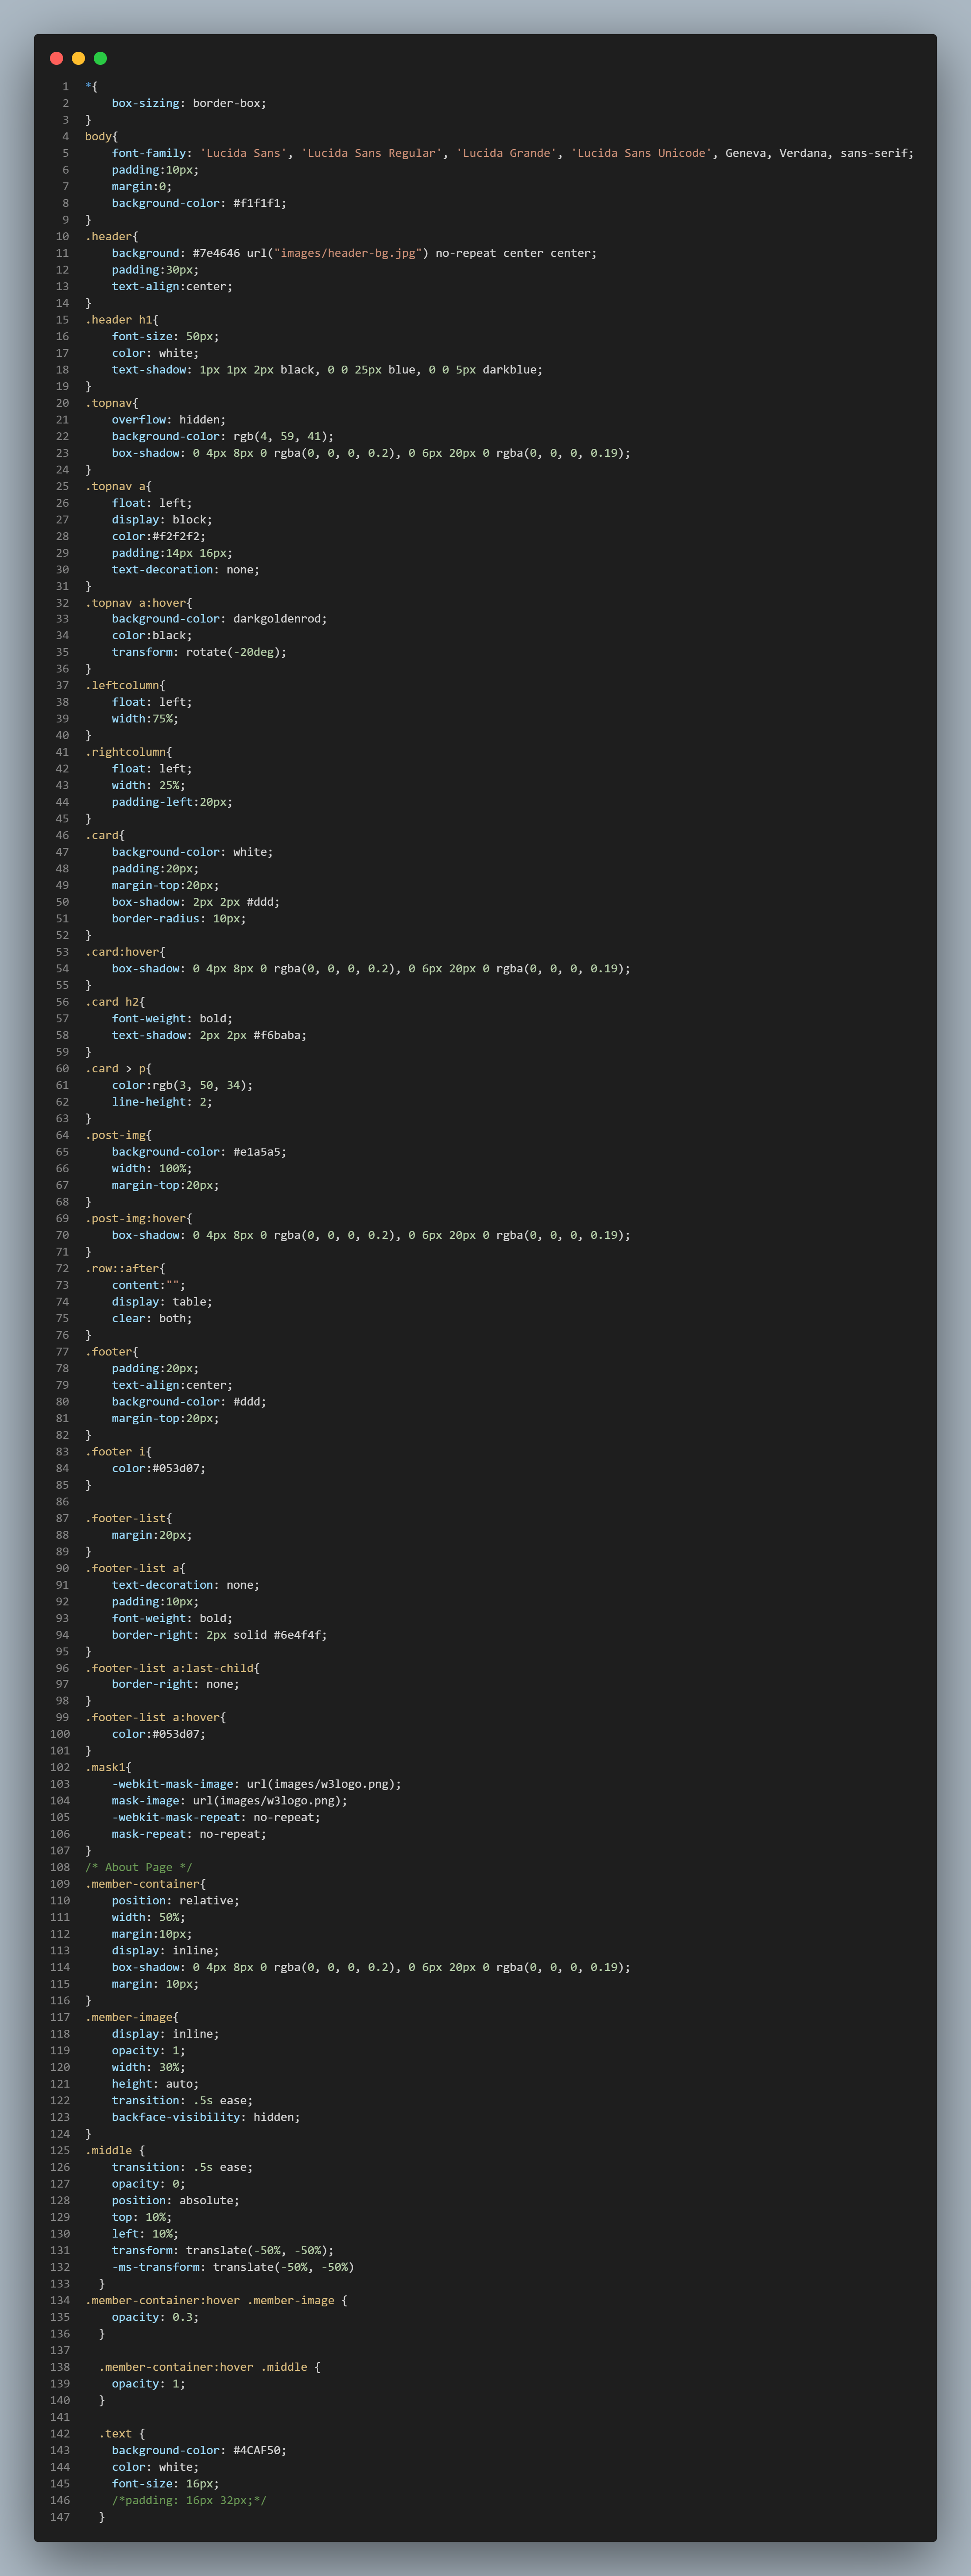 1 *{
2     box-sizing: border-box;
3 }
4 body{
5     font-family: 'Lucida Sans', 'Lucida Sans Regular', 'Lucida Grande', 'Lucida Sans Unicode', Geneva, Verdana, sans-serif;
6     padding:10px;
7     margin:0;
8     background-color: #f1f1f1;
9 }
10 .header{
11     background: #7e4646 url("images/header-bg.jpg") no-repeat center center;
12     padding:30px;
13     text-align:center;
14 }
15 .header h1{
16     font-size: 50px;
17     color: white;
18     text-shadow: 1px 1px 2px black, 0 0 25px blue, 0 0 5px darkblue;
19 }
20 .topnav{
21     overflow: hidden;
22     background-color: rgb(4, 59, 41);
23     box-shadow: 0 4px 8px 0 rgba(0, 0, 0, 0.2), 0 6px 20px 0 rgba(0, 0, 0, 0.19);
24 }
25 .topnav a{
26     float: left;
27     display: block;
28     color:#f2f2f2;
29     padding:14px 16px;
30     text-decoration: none;
31 }
32 .topnav a:hover{
33     background-color: darkgoldenrod;
34     color:black;
35     transform: rotate(-20deg);
36 }
37 .leftcolumn{
38     float: left;
39     width:75%;
40 }
41 .rightcolumn{
42     float: left;
43     width: 25%;
44     padding-left:20px;
45 }
46 .card{
47     background-color: white;
48     padding:20px;
49     margin-top:20px;
50     box-shadow: 2px 2px #ddd;
51     border-radius: 10px;
52 }
53 .card:hover{
54     box-shadow: 0 4px 8px 0 rgba(0, 0, 0, 0.2), 0 6px 20px 0 rgba(0, 0, 0, 0.19);
55 }
56 .card h2{
57     font-weight: bold;
58     text-shadow: 2px 2px #f6baba;
59 }
60 .card > p{
61     color:rgb(3, 50, 34);
62     line-height: 2;
63 }
64 .post-img{
65     background-color: #e1a5a5;
66     width: 100%;
67     margin-top:20px;
68 }
69 .post-img:hover{
70     box-shadow: 0 4px 8px 0 rgba(0, 0, 0, 0.2), 0 6px 20px 0 rgba(0, 0, 0, 0.19);
71 }
72 .row::after{
73     content:"";
74     display: table;
75     clear: both;
76 }
77 .footer{
78     padding:20px;
79     text-align:center;
80     background-color: #ddd;
81     margin-top:20px;
82 }
83 .footer i{
84     color:#053d07;
85 }
86
87 .footer-list{
88     margin:20px;
89 }
90 .footer-list a{
91     text-decoration: none;
92     padding:10px;
93     font-weight: bold;
94     border-right: 2px solid #6e4f4f;
95 }
96 .footer-list a:last-child{
97     border-right: none;
98 }
99 .footer-list a:hover{
100     color:#053d07;
101 }
102 .mask1{
103     -webkit-mask-image: url(images/w3logo.png);
104     mask-image: url(images/w3logo.png);
105     -webkit-mask-repeat: no-repeat;
106     mask-repeat: no-repeat;
107 }
108 /* About Page */
109 .member-container{
110     position: relative;
111     width: 50%;
112     margin:10px;
113     display: inline;
114     box-shadow: 0 4px 8px 0 rgba(0, 0, 0, 0.2), 0 6px 20px 0 rgba(0, 0, 0, 0.19);
115     margin: 10px;
116 }
117 .member-image{
118     display: inline;
119     opacity: 1;
120     width: 30%;
121     height: auto;
122     transition: .5s ease;
123     backface-visibility: hidden;
124 }
125 .middle {
126     transition: .5s ease;
127     opacity: 0;
128     position: absolute;
129     top: 10%;
130     left: 10%;
131     transform: translate(-50%, -50%);
132     -ms-transform: translate(-50%, -50%)
133   }
134 .member-container:hover .member-image {
135     opacity: 0.3;
136   }
137
138   .member-container:hover .middle {
139     opacity: 1;
140   }
141
142   .text {
143     background-color: #4CAF50;
144     color: white;
145     font-size: 16px;
146     /*padding: 16px 32px;*/
147   }